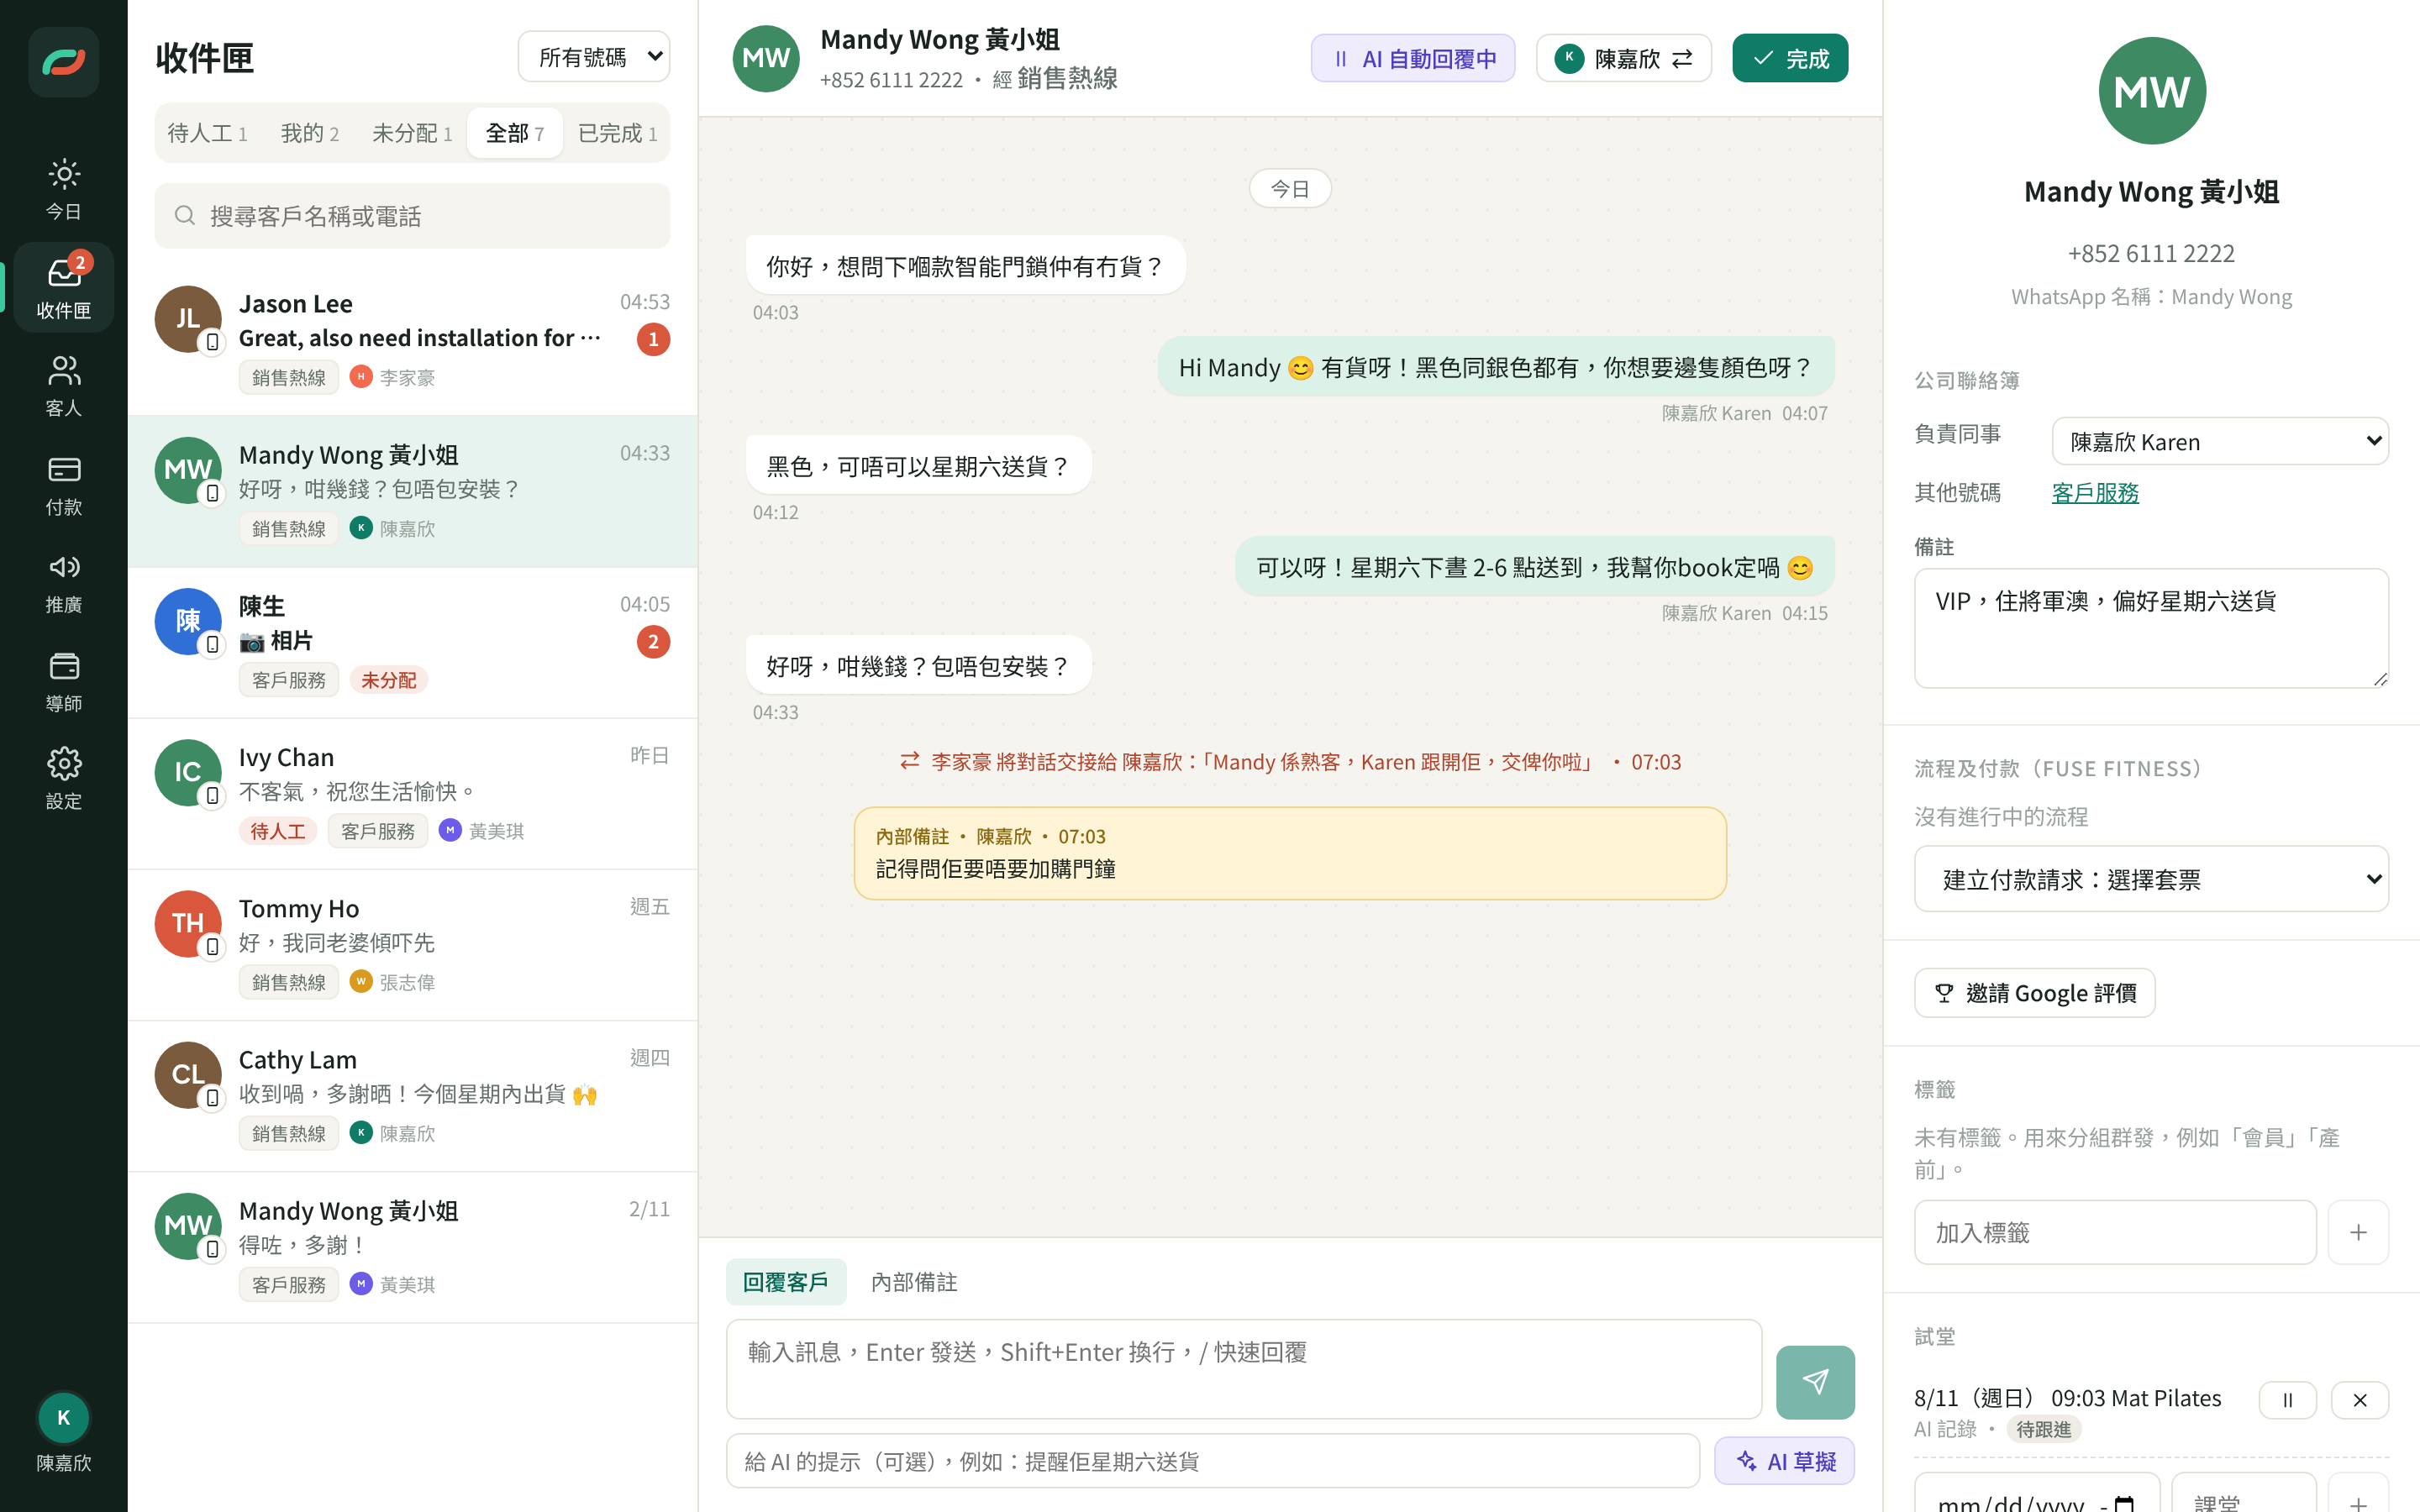 今日
2
收件匣
客人
付款
推廣
導師
設定
K
陳嘉欣
收件匣
所有號碼
待人工 1
我的 2
未分配 1
全部 7
已完成 1
搜尋客戶名稱或電話
JL
Jason Lee
04:53
Great, also need installation for ⋯
1
銷售熱線
H
李家豪
MW
Mandy Wong 黃小姐
04:33
好呀，咁幾錢？包唔包安裝？
銷售熱線
K
陳嘉欣
陳
陳生
04:05
📷 相片
2
客戶服務
未分配
IC
Ivy Chan
昨日
不客氣，祝您生活愉快。
待人工
客戶服務
M
黃美琪
TH
Tommy Ho
週五
好，我同老婆傾吓先
銷售熱線
W
張志偉
CL
Cathy Lam
週四
收到喎，多謝晒！今個星期內出貨 🙌
銷售熱線
K
陳嘉欣
MW
Mandy Wong 黃小姐
2/11
得咗，多謝！
客戶服務
M
黃美琪
MW
Mandy Wong 黃小姐
+852 6111 2222 · 經 銷售熱線
AI 自動回覆中
K
陳嘉欣
完成
今日
你好，想問下嗰款智能門鎖仲有冇貨？
04:03
Hi Mandy 😊 有貨呀！黑色同銀色都有，你想要邊隻顏色呀？
陳嘉欣 Karen 04:07
黑色，可唔可以星期六送貨？
04:12
可以呀！星期六下晝 2-6 點送到，我幫你book定喎 😊
陳嘉欣 Karen 04:15
好呀，咁幾錢？包唔包安裝？
04:33
李家豪 將對話交接給 陳嘉欣：「Mandy 係熟客，Karen 跟開佢，交俾你啦」 · 07:03
內部備註 · 陳嘉欣 · 07:03
記得問佢要唔要加購門鐘
回覆客戶
內部備註
輸入訊息，Enter 發送，Shift+Enter 換行，/ 快速回覆
給 AI 的提示（可選），例如：提醒佢星期六送貨
AI 草擬
MW
Mandy Wong 黃小姐
+852 6111 2222
WhatsApp 名稱：Mandy Wong
公司聯絡簿
負責同事
陳嘉欣 Karen
其他號碼
客戶服務
備註
VIP，住將軍澳，偏好星期六送貨
流程及付款（FUSE FITNESS）
沒有進行中的流程
建立付款請求：選擇套票
邀請 Google 評價
標籤
未有標籤。用來分組群發，例如「會員」「產
前」。
加入標籤
試堂
8/11（週日） 09:03 Mat Pilates
AI 記錄 · 待跟進
mm/dd/yyyy, -
課堂